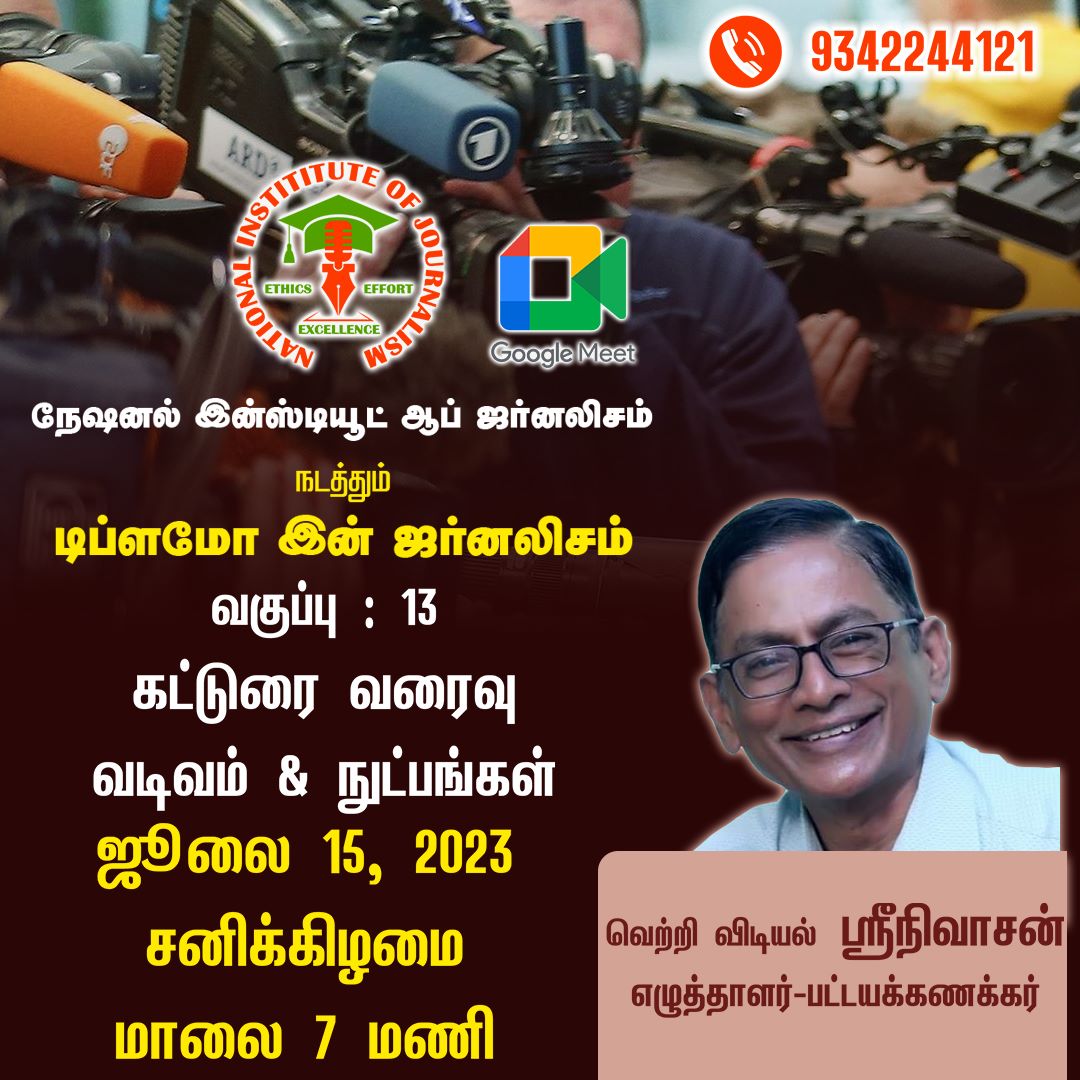 9342244121
ARD
NATIONAL INSTITITUTE OF JOURNALISM
ETHICS EFFORT
EXCELLENCE
Google Meet
நேஷனல் இன்ஸ்டியூட் ஆப் ஜர்னலிசம்
நடத்தும்
டிப்ளமோ இன் ஜர்னலிசம்
வகுப்பு : 13
கட்டுரை வரைவு
வடிவம் & நுட்பங்கள்
ஜூலை 15, 2023
சனிக்கிழமை
மாலை 7 மணி
வெற்றி விடியல் ஸ்ரீநிவாசன்
எழுத்தாளர்-பட்டயக்கணக்கர்